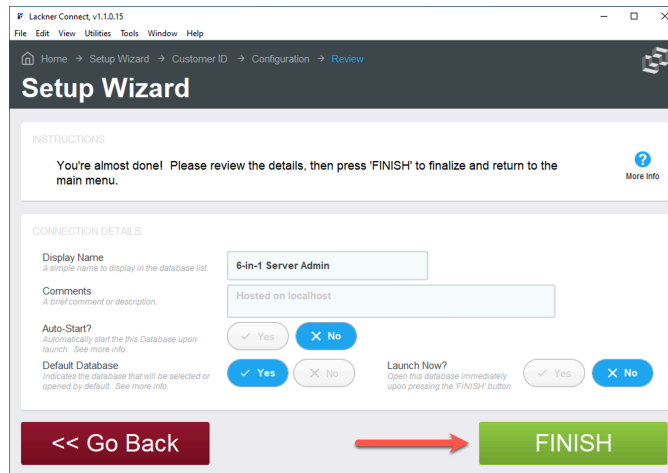 Lackner Connect, v1.1.0.15
File Edit View Utilities Tools Window Help
Home → Setup Wizard → Customer ID → Configuration → Review
Setup Wizard
INSTRUCTIONS
You're almost done! Please review the details, then press 'FINISH' to finalize and return to the
main menu.
More Info
CONNECTION DETAILS:
Display Name
A simple name to display in the database list.
6-in-1 Server Admin
Comments
A brief comment or description.
Hosted on localhost
Auto-Start?
Automatically start the this Database upon
launch. See more info.
Yes No
Default Database
Indicates the database that will be selected or
opened by default. See more info.
Yes No
Launch Now?
Open this database immediately
upon pressing the 'FINISH' button.
Yes No
<< Go Back
FINISH